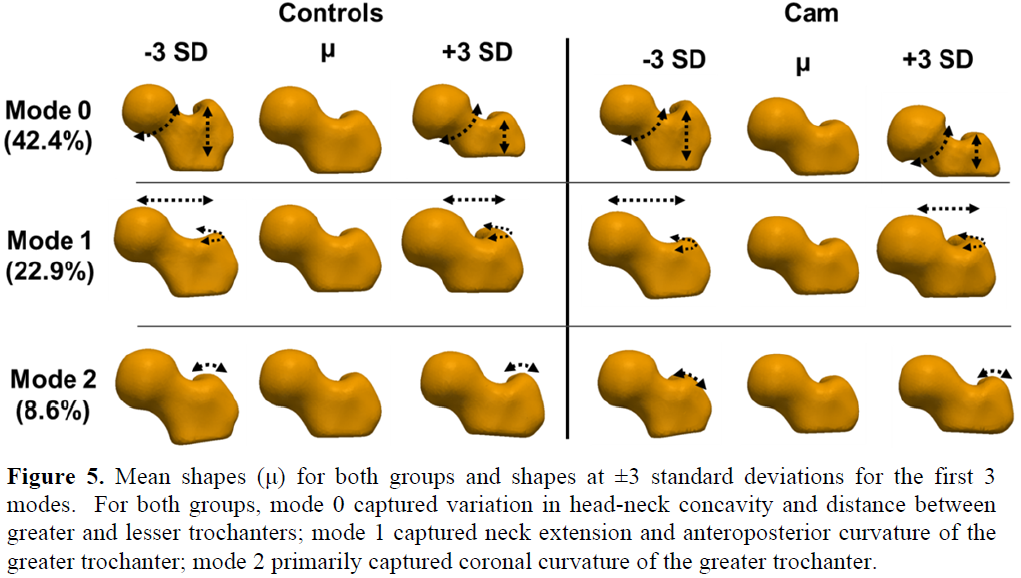 Controls
Cam
-3 SD
μ
+3 SD
-3 SD
μ
+3 SD
Mode 0
(42.4%)
Mode 1
(22.9%)
Mode 2
(8.6%)
Figure 5. Mean shapes (μ) for both groups and shapes at ±3 standard deviations for the first 3
modes. For both groups, mode 0 captured variation in head-neck concavity and distance between
greater and lesser trochanters; mode 1 captured neck extension and anteroposterior curvature of the
greater trochanter; mode 2 primarily captured coronal curvature of the greater trochanter.